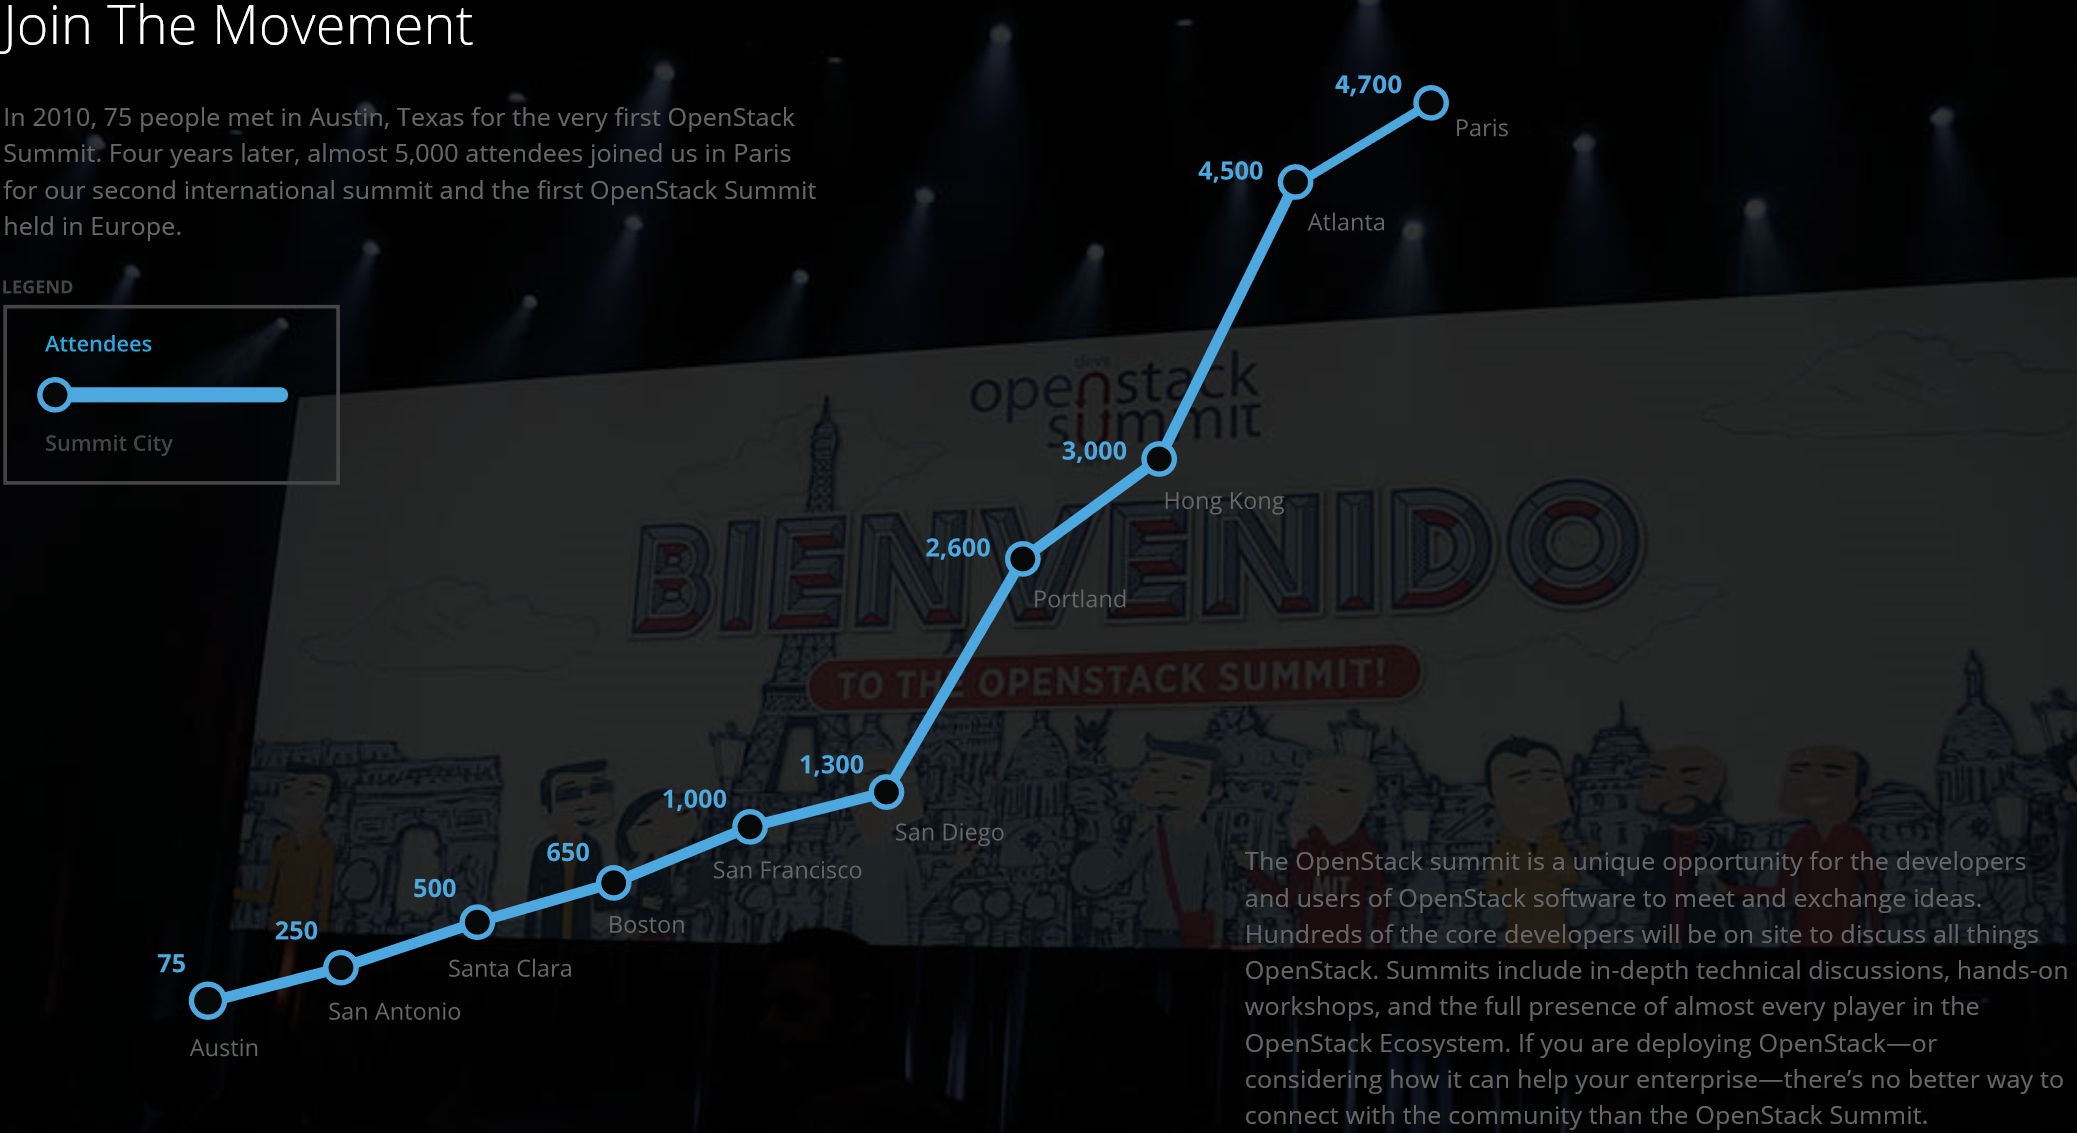 Join The Movement
In 2010, 75 people met in Austin, Texas for the very first OpenStack
Summit. Four years later, almost 5,000 attendees joined us in Paris
for our second international summit and the first OpenStack Summit
held in Europe.
LEGEND
Attendees
Summit City
4,700
Paris
4,500
Atlanta
openstack
summit
3,000
Hong Kong
BIENVENIDO
2,600
Portland
TO THE OPENSTACK SUMMIT!
1,300
San Diego
1,000
San Francisco
650
Boston
500
Santa Clara
250
San Antonio
75
Austin
The OpenStack summit is a unique opportunity for the developers
and users of OpenStack software to meet and exchange ideas.
Hundreds of the core developers will be on site to discuss all things
OpenStack. Summits include in-depth technical discussions, hands-on
workshops, and the full presence of almost every player in the
OpenStack Ecosystem. If you are deploying OpenStack—or
considering how it can help your enterprise—there’s no better way to
connect with the community than the OpenStack Summit.